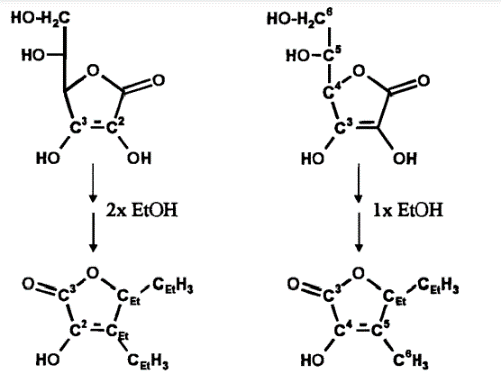 HO-H₂C HO-H₂C⁶
HO HO C⁵
O O C⁴ O O
C³ = C² C³
HO OH HO OH
2x EtOH 1x EtOH
O O C_EtH₃ O O C_EtH₃
C³ C_Et C³ C_Et
C² = C_Et C⁴ = C⁵
HO C_EtH₃ HO C⁶H₃